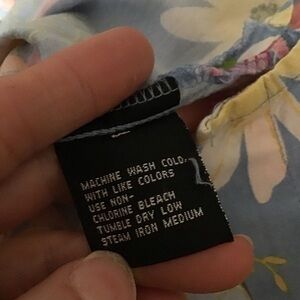 MACHINE WASH COLD,
WITH LIKE COLORS
USE NON-
CHLORINE BLEACH
TUMBLE DRY LOW
STEAM IRON MEDIUM